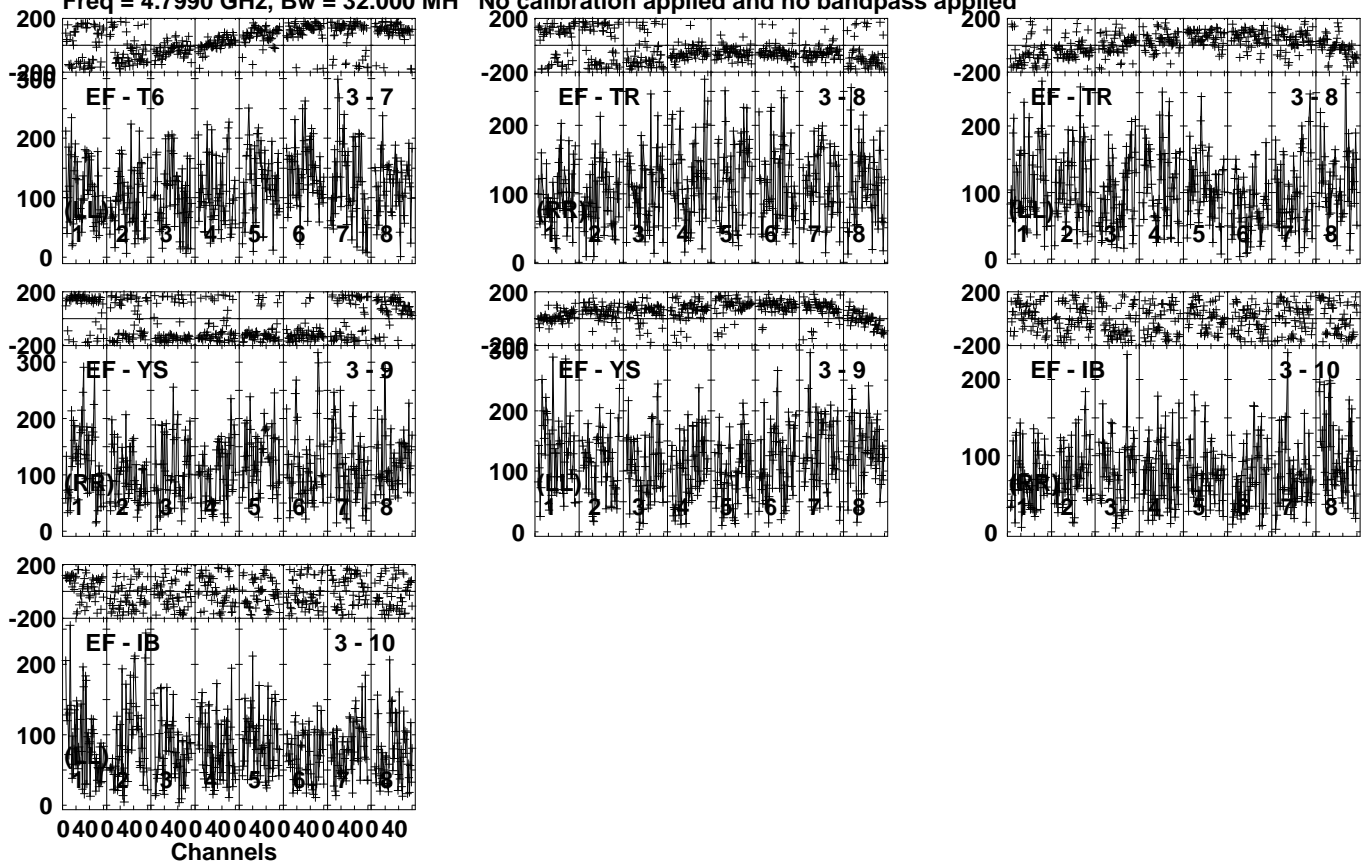 Freq = 4.7990 GHz, Bw = 32.000 MH No calibration applied and no bandpass applied
200 200 200
-200 -200 -200
300
EF - T6 3 - 7 EF - TR 3 - 8 EF - TR 3 - 8
200 200 200
100 100 100
(LL) (RR) (LL)
1 2 3 4 5 6 7 8 1 2 3 4 5 6 7 8 1 2 3 4 5 6 7 8
0 0 0
200 200 200
-200 -200 -200
300 300
EF - YS 3 - 9 EF - YS 3 - 9 EF - IB 3 - 10
200 200 200
100 100 100
(RR) (LL) (RR)
1 2 3 4 5 6 7 8 1 2 3 4 5 6 7 8 1 2 3 4 5 6 7 8
0 0 0
200
-200
EF - IB 3 - 10
200
100
(LL)
1 2 3 4 5 6 7 8
0
0 40 0 40 0 40 0 40 0 40 0 40 0 40 0 40
Channels